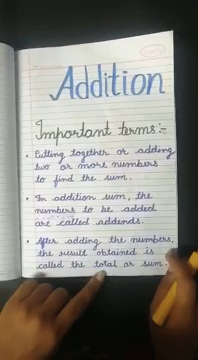 Addition
Important terms:-
• Putting together or adding
two or more numbers
to find the sum.
• In addition sum, the
numbers to be added
are called addends.
• After adding the numbers,
the result obtained is
called the total or sum.